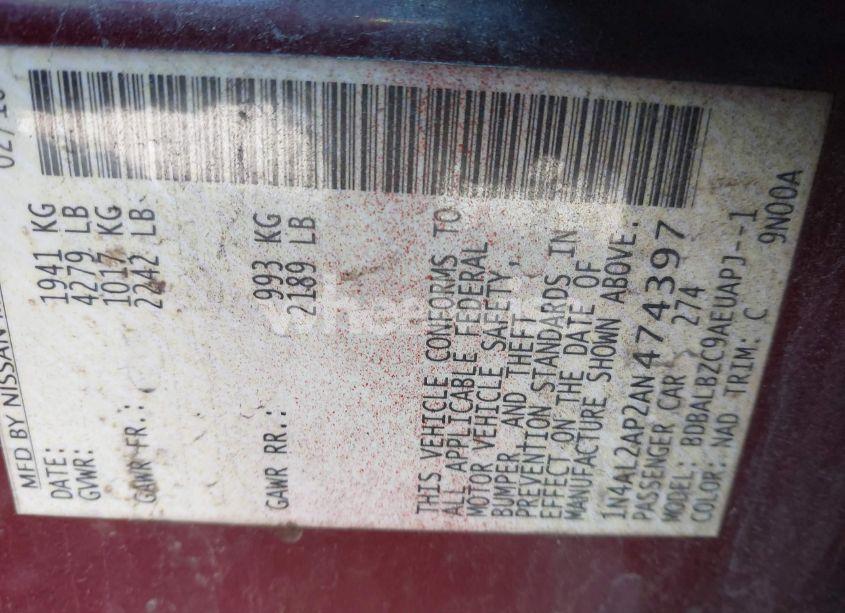 MFD BY NISSAN
DATE: 02/10
GVWR: 1941 KG
4279 LB
GAWR FR.: 1017 KG
2242 LB
GAWR RR.: 993 KG
2189 LB
THIS VEHICLE CONFORMS TO
ALL APPLICABLE FEDERAL
MOTOR VEHICLE SAFETY,
BUMPER AND THEFT
PREVENTION STANDARDS IN
EFFECT ON THE DATE OF
MANUFACTURE SHOWN ABOVE.
1N4AL2AP2AN474397
PASSENGER CAR 274
MODEL: BDBALBZC9AEUAPJ--1
COLOR: NAD TRIM: C 9N00A